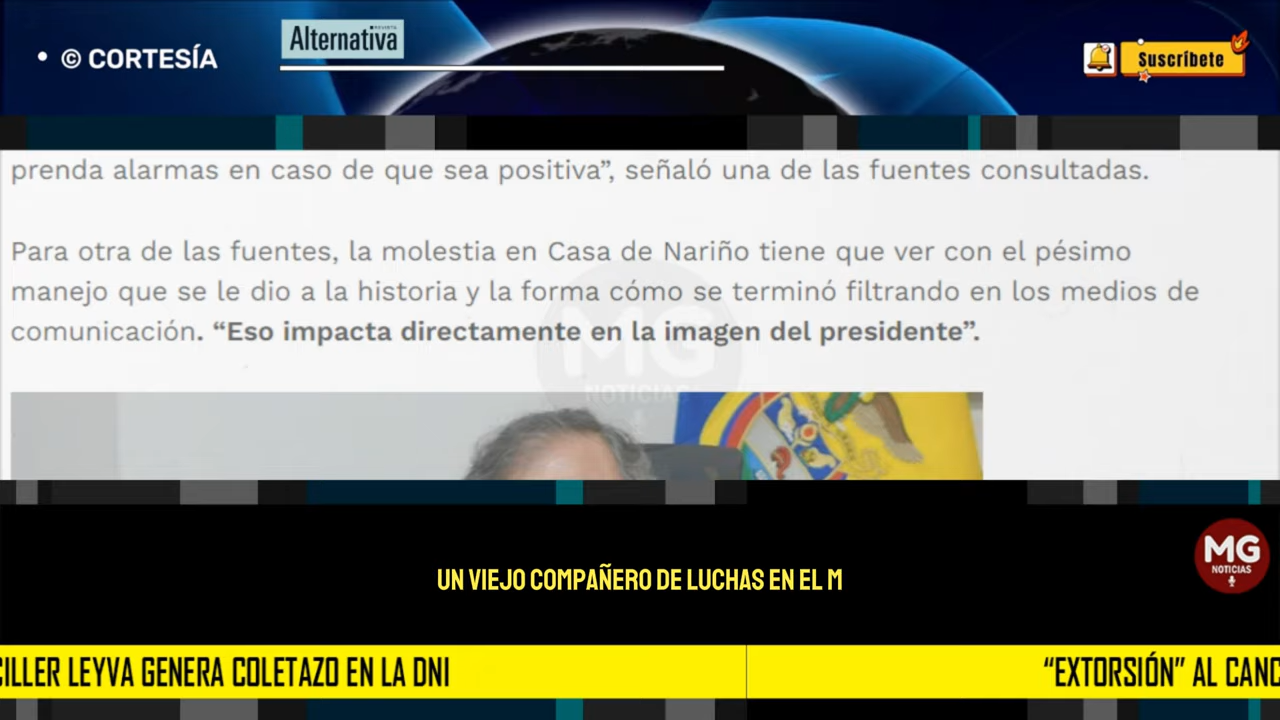 • © CORTESÍA
REVISTA
Alternativa
Suscríbete
prenda alarmas en caso de que sea positiva”, señaló una de las fuentes consultadas.
Para otra de las fuentes, la molestia en Casa de Nariño tiene que ver con el pésimo
manejo que se le dio a la historia y la forma cómo se terminó filtrando en los medios de
comunicación. “Eso impacta directamente en la imagen del presidente”.
MG
NOTICIAS
UN VIEJO COMPAÑERO DE LUCHAS EN EL M
MG
NOTICIAS
CILLER LEYVA GENERA COLETAZO EN LA DNI
“EXTORSIÓN” AL CANC